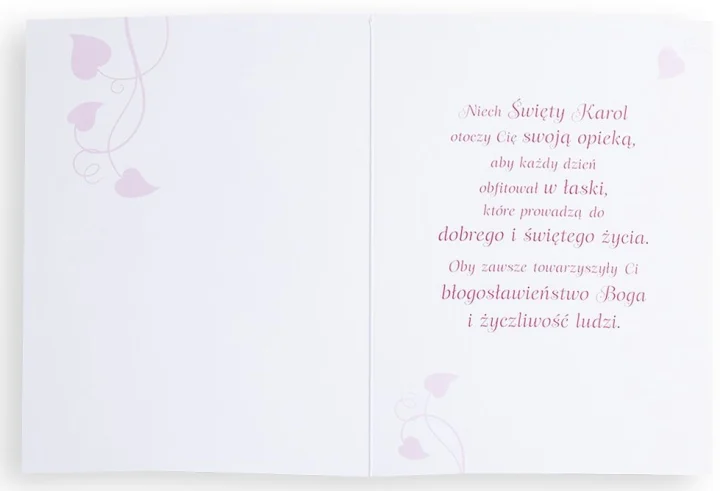 Niech Święty Karol
otoczy Cię swoją opieką,
aby każdy dzień
obfitował w łaski,
które prowadzą do
dobrego i świętego życia.
Oby zawsze towarzyszyły Ci
błogosławieństwo Boga
i życzliwość ludzi.